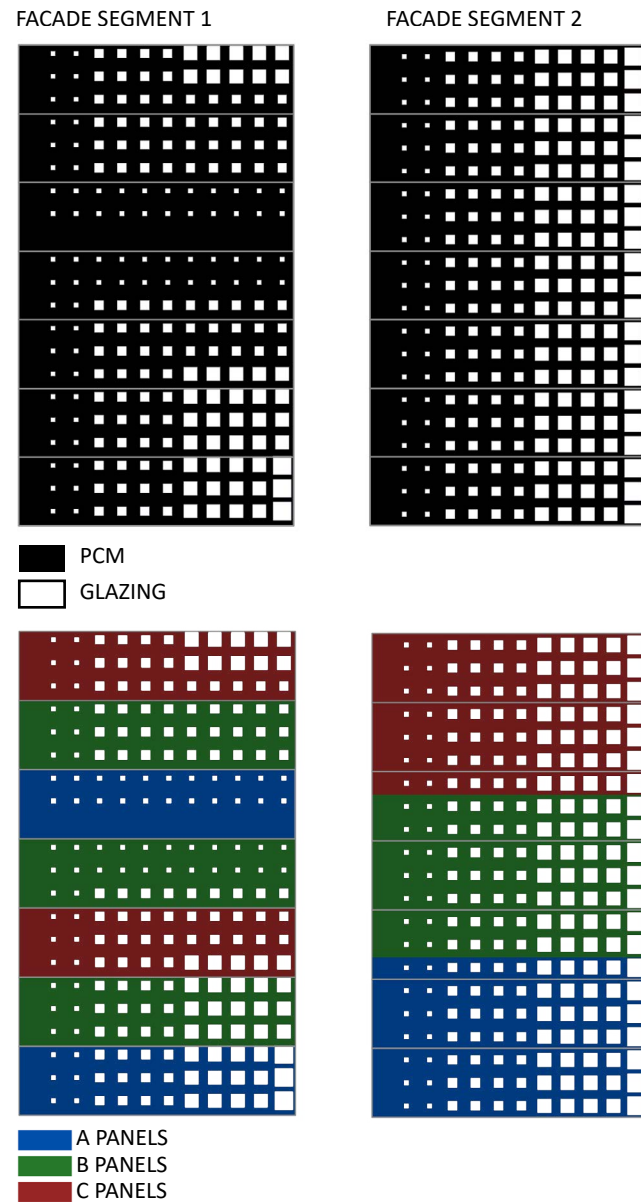 FACADE SEGMENT 1
FACADE SEGMENT 2
PCM
GLAZING
A PANELS
B PANELS
C PANELS